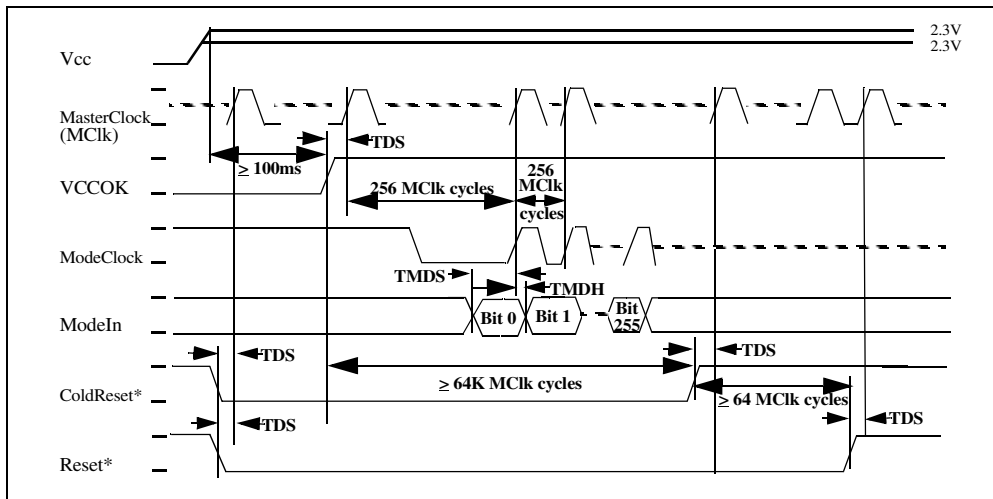 2.3V
2.3V
Vcc
MasterClock
(MClk)
TDS
≥ 100ms
VCCOK
256 MClk cycles
256
MClk
cycles
ModeClock
TMDS
TMDH
ModeIn
Bit 0
Bit 1
Bit
255
TDS
TDS
≥ 64K MClk cycles
ColdReset*
≥ 64 MClk cycles
TDS
TDS
Reset*